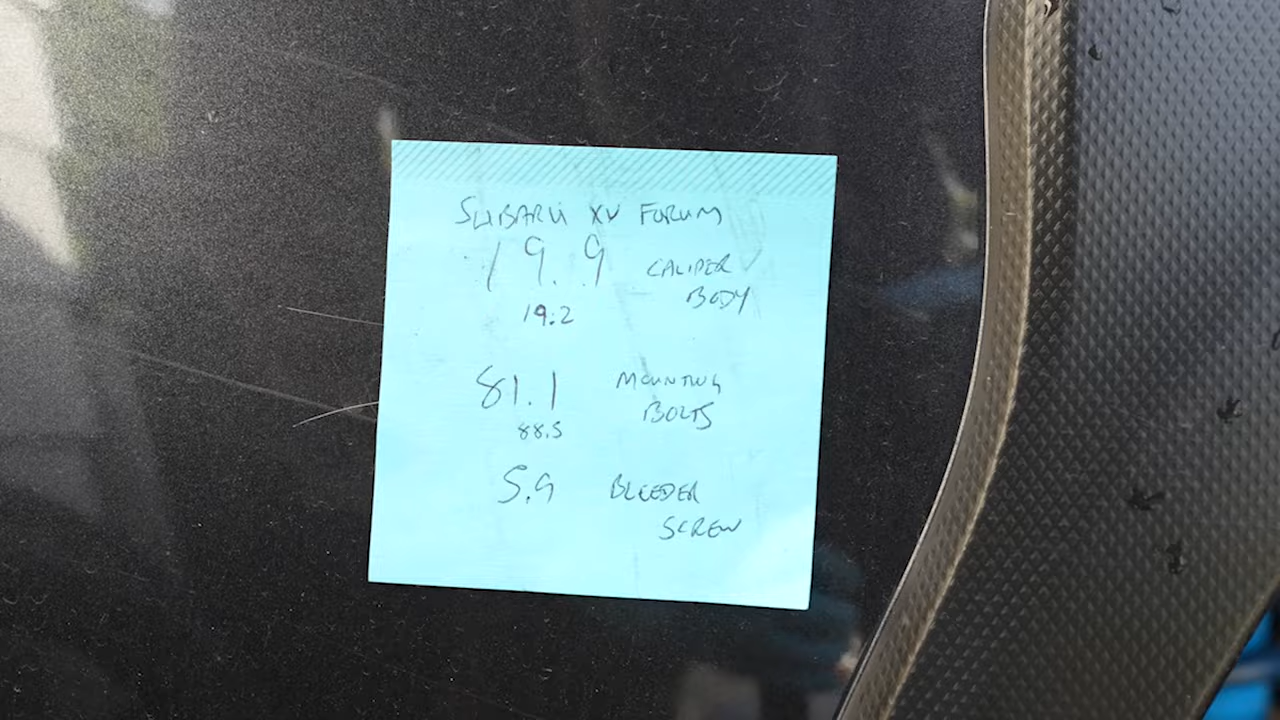 SUBARU XV FORUM
19.9 CALIPER
BODY
19.2
81.1 MOUNTING
BOLTS
88.5
5.9 BLEEDER
SCREW